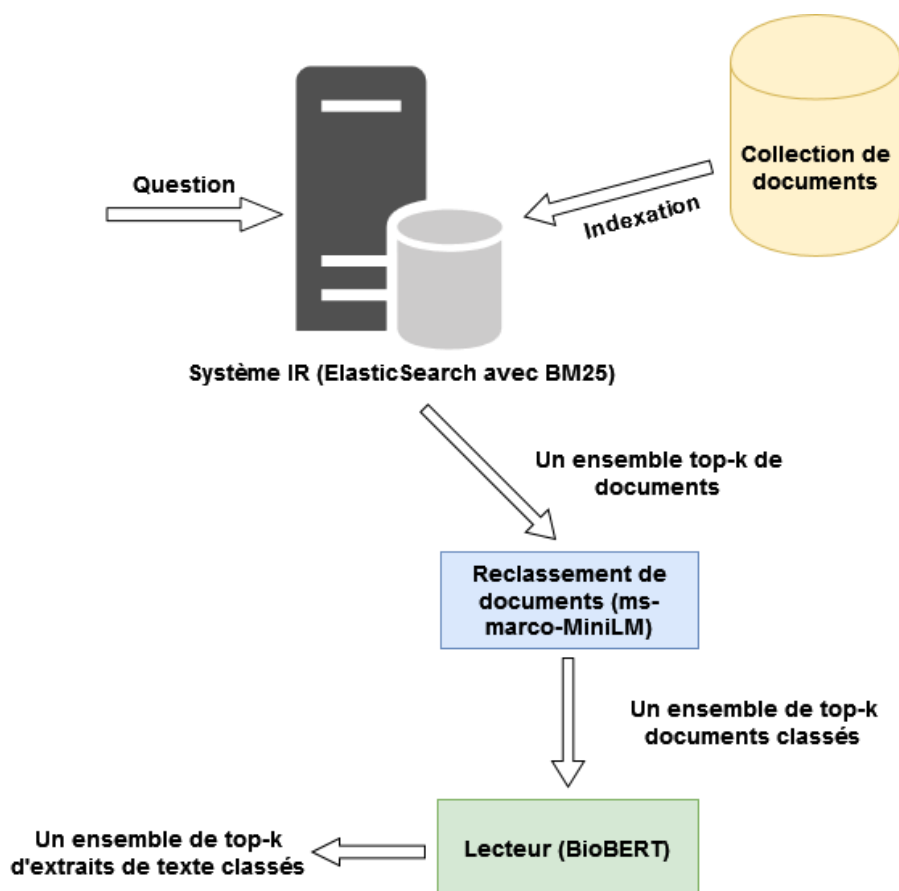 Question
Collection de
documents
Indexation
Système IR (ElasticSearch avec BM25)
Un ensemble top-k de
documents
Reclassement de
documents (ms-
marco-MiniLM)
Un ensemble de top-k
documents classés
Lecteur (BioBERT)
Un ensemble de top-k
d'extraits de texte classés